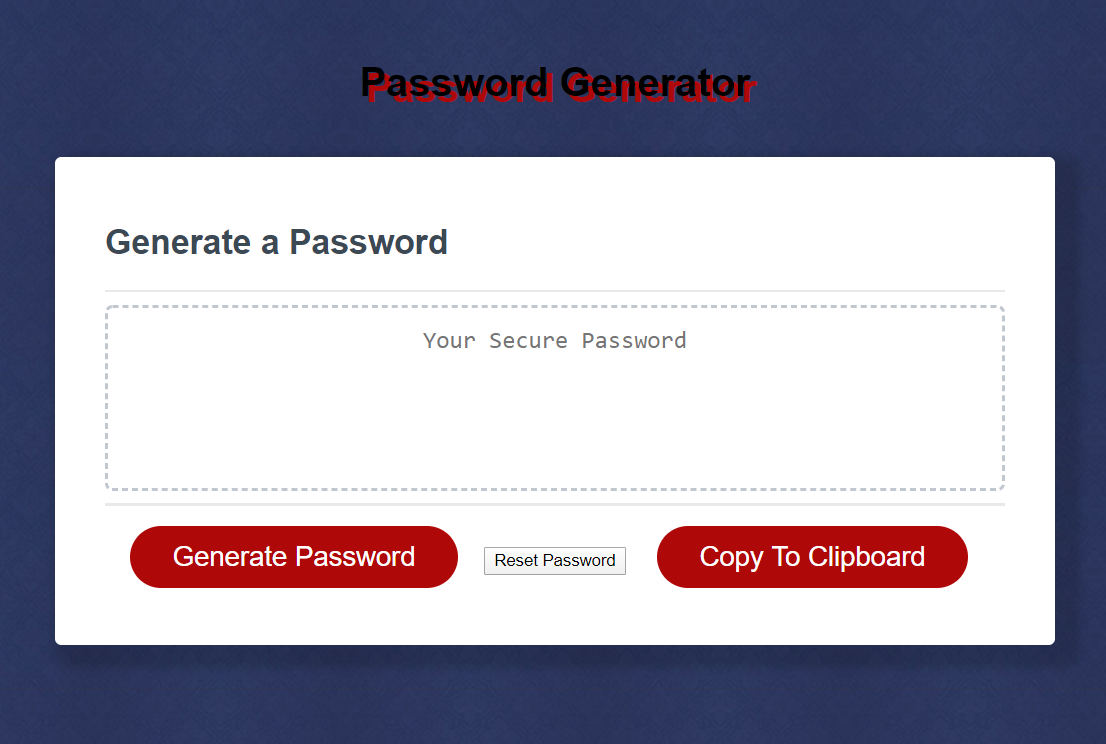 Password Generator
Generate a Password
Your Secure Password
Generate Password
Reset Password
Copy To Clipboard